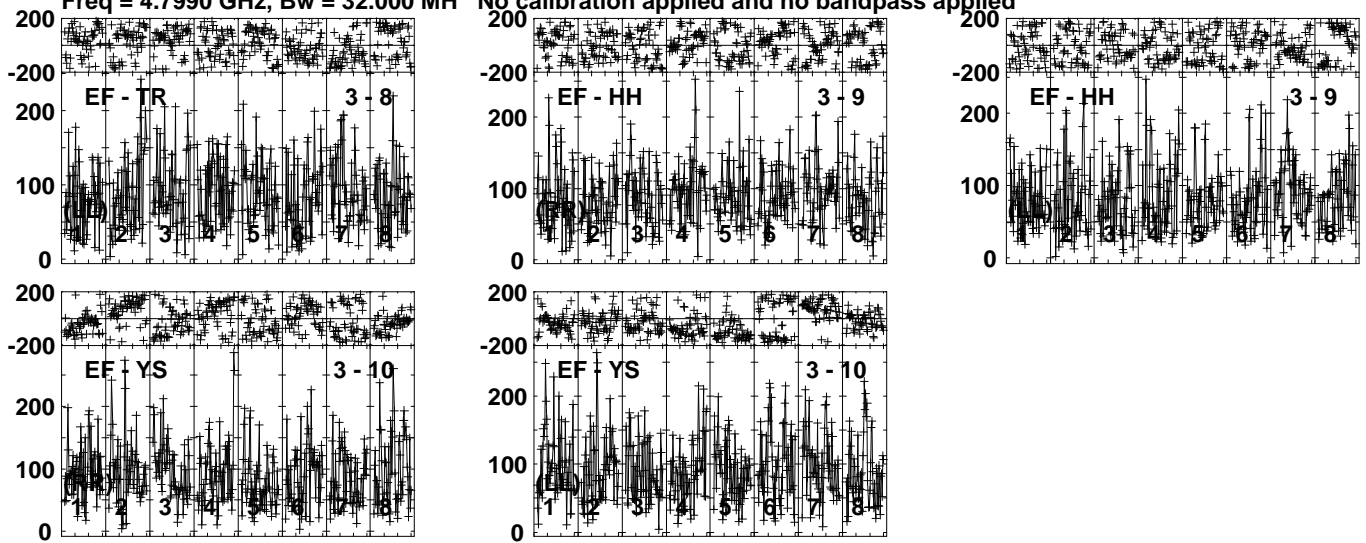 Freq = 4.7990 GHz, Bw = 32.000 MH No calibration applied and no bandpass applied
200
-200
EF - TR 3 - 8
200
100
(LL)
1 2 3 4 5 6 7 8
0
200
-200
EF - HH 3 - 9
200
100
(RR)
1 2 3 4 5 6 7 8
0
200
-200
EF - HH 3 - 9
200
100
(LL)
1 2 3 4 5 6 7 8
0
200
-200
EF - YS 3 - 10
200
100
(RR)
1 2 3 4 5 6 7 8
0
200
-200
EF - YS 3 - 10
200
100
(LL)
1 2 3 4 5 6 7 8
0